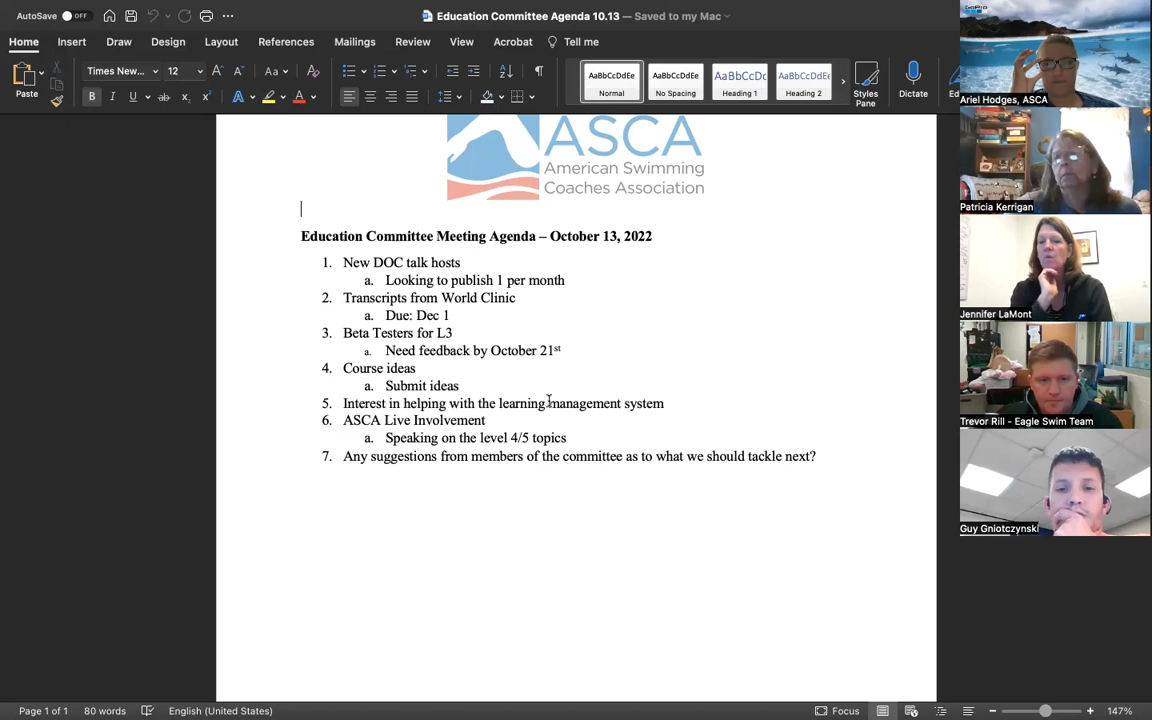 AutoSave OFF
Education Committee Agenda 10.13 — Saved to my Mac
Home Insert Draw Design Layout References Mailings Review View Acrobat Tell me
Paste
Times New... 12
Aa
B I U ab x₂ x²
A A
AaBbCcDdEe
Normal
AaBbCcDdEe
No Spacing
AaBbCcDc
Heading 1
AaBbCcDdEe
Heading 2
Styles
Pane
Dictate
ASCA
American Swimming
Coaches Association
Education Committee Meeting Agenda – October 13, 2022
1. New DOC talk hosts
a. Looking to publish 1 per month
2. Transcripts from World Clinic
a. Due: Dec 1
3. Beta Testers for L3
a. Need feedback by October 21st
4. Course ideas
a. Submit ideas
5. Interest in helping with the learning management system
6. ASCA Live Involvement
a. Speaking on the level 4/5 topics
7. Any suggestions from members of the committee as to what we should tackle next?
GoPro
Ariel Hodges, ASCA
Patricia Kerrigan
Jennifer LaMont
Trevor Rill - Eagle Swim Team
Guy Gniotczynski
Page 1 of 1 80 words English (United States) Focus 147%